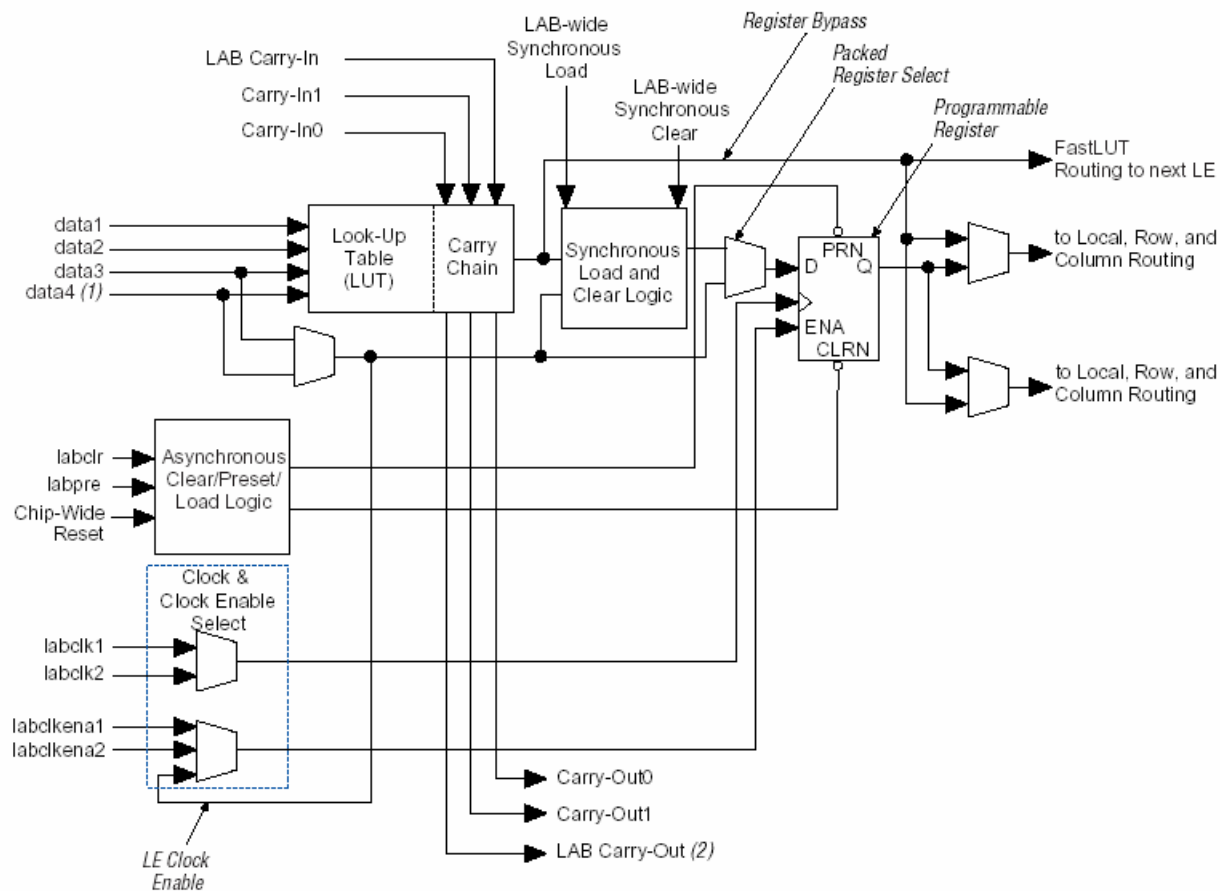 LAB Carry-In
Carry-In1
Carry-In0
LAB-wide
Synchronous
Load
LAB-wide
Synchronous
Clear
Register Bypass
Packed
Register Select
Programmable
Register
FastLUT
Routing to next LE
data1
data2
data3
data4 (1)
Look-Up
Table
(LUT)
Carry
Chain
Synchronous
Load and
Clear Logic
PRN
D
Q
ENA
CLRN
to Local, Row, and
Column Routing
to Local, Row, and
Column Routing
labclr
labpre
Chip-Wide
Reset
Asynchronous
Clear/Preset/
Load Logic
Clock &
Clock Enable
Select
labclk1
labclk2
labclkena1
labclkena2
LE Clock
Enable
Carry-Out0
Carry-Out1
LAB Carry-Out (2)